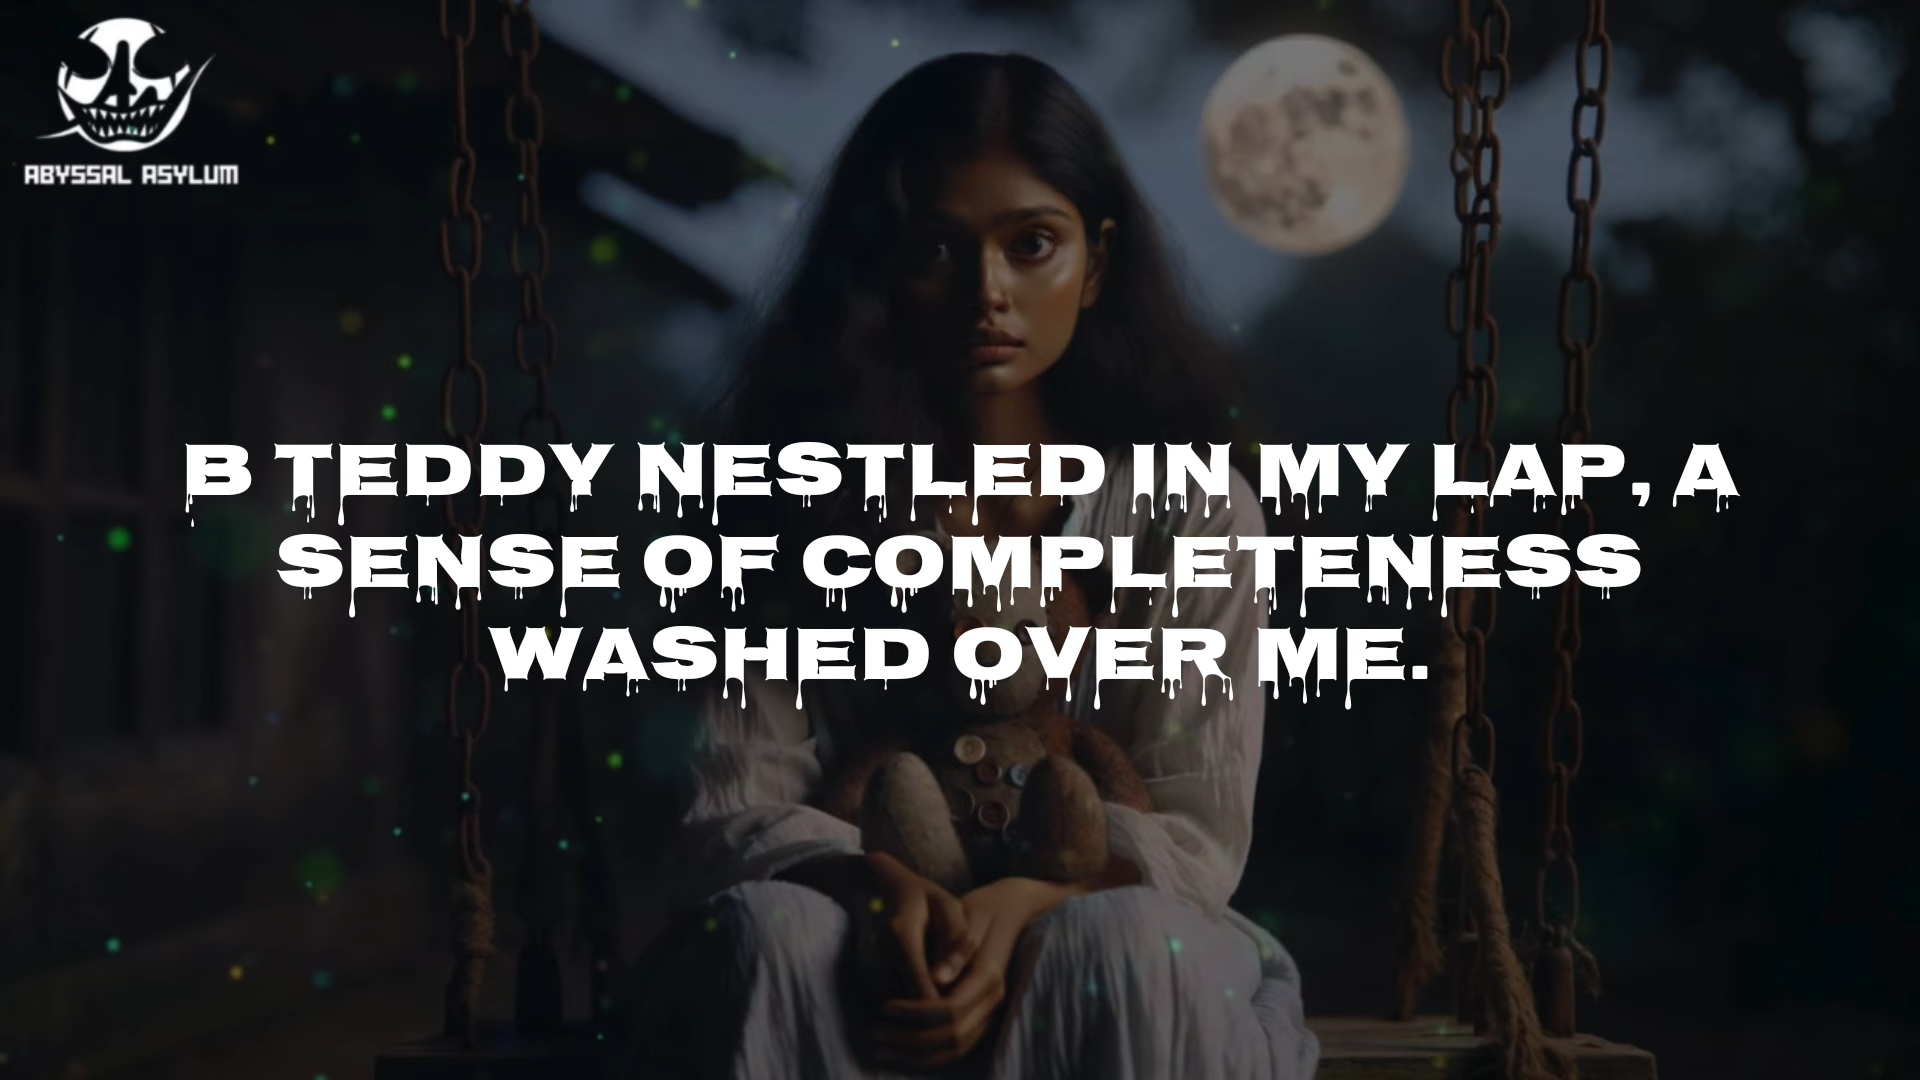 ABYSSAL ASYLUM
B TEDDY NESTLED IN MY LAP, A
SENSE OF COMPLETENESS
WASHED OVER ME.